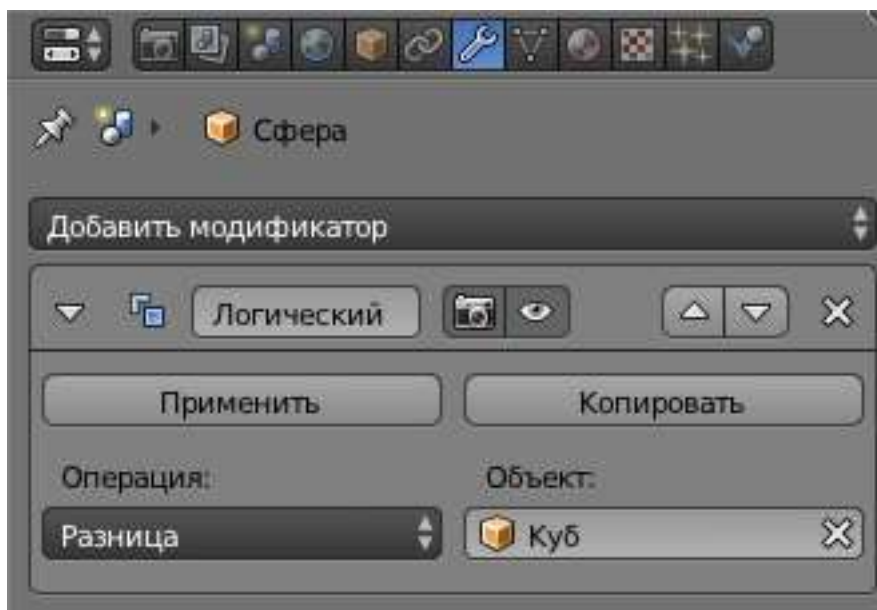 Сфера
Добавить модификатор
Логический
Применить Копировать
Операция: Объект:
Разница Куб